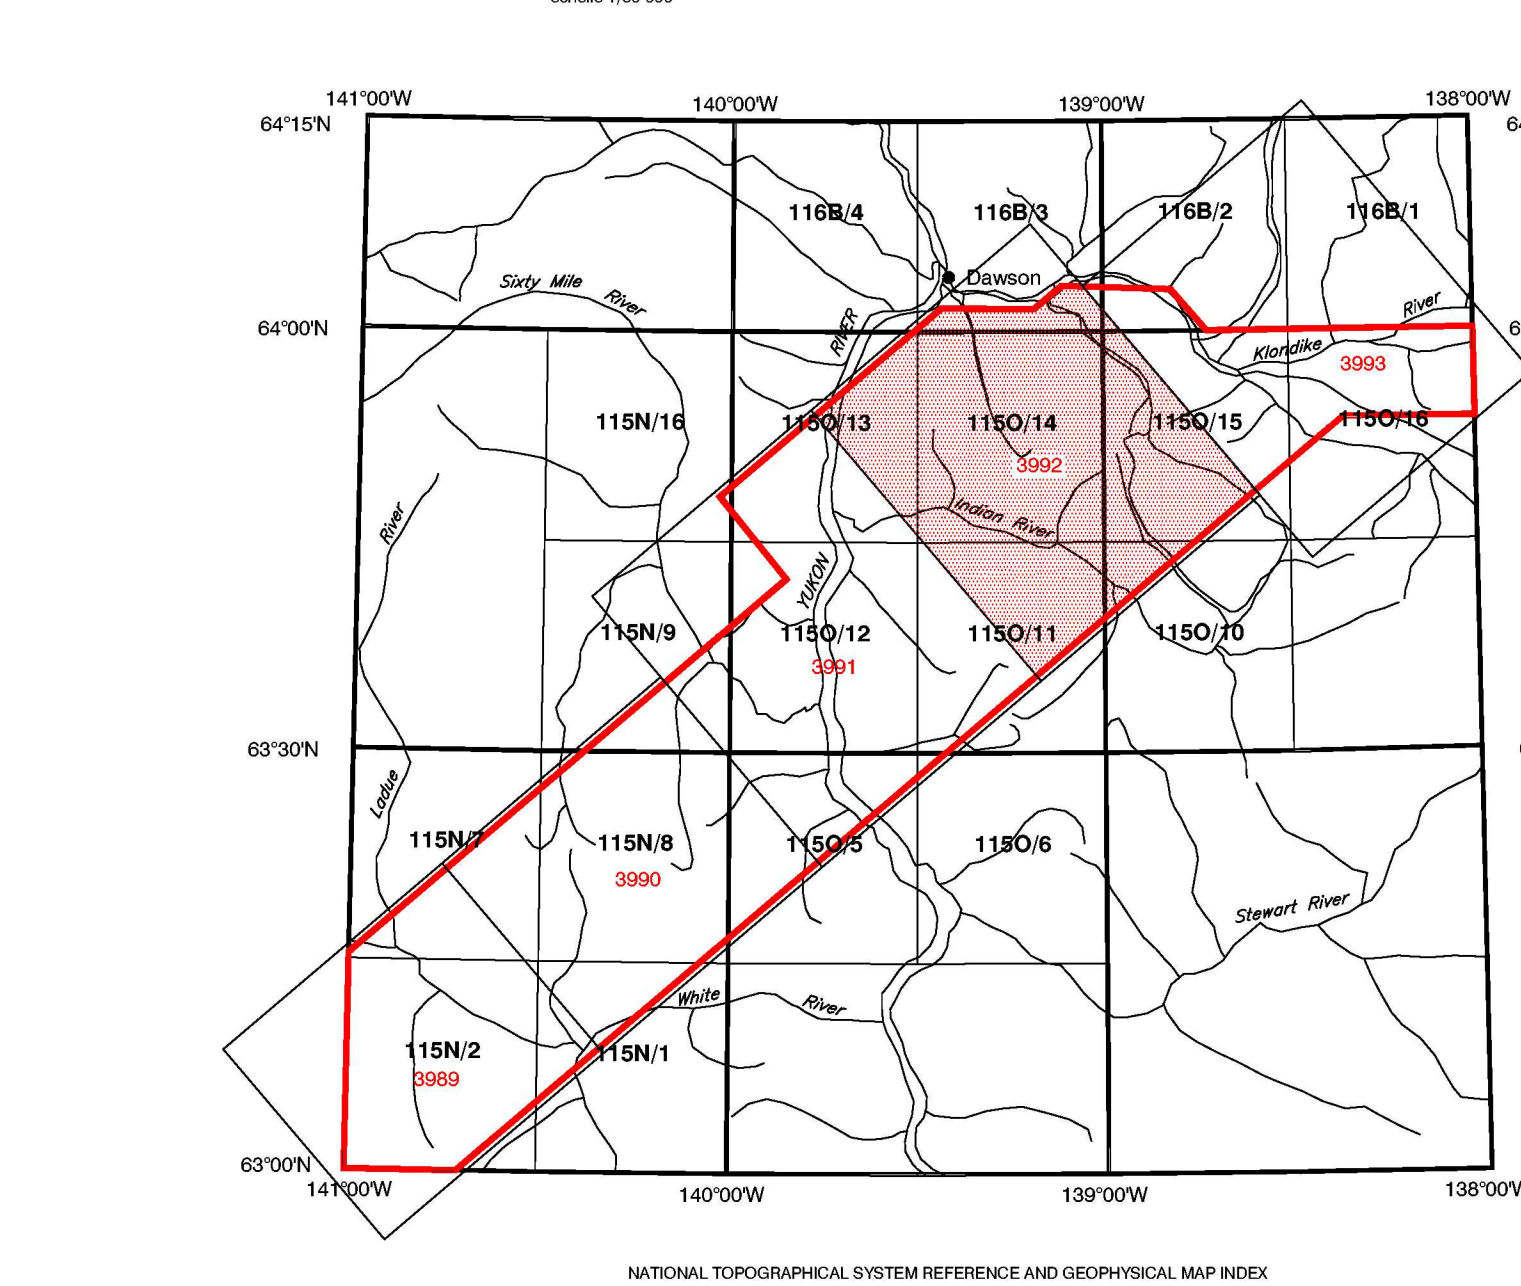 141°00'W
140°00'W
139°00'W
138°00'W
64°15'N
116B/4
116B/3
116B/2
116B/1
Sixty Mile River
Dawson
River
64°00'N
RIVER
Klondike
3993
115N/16
115O/13
115O/14
115O/15
115O/16
3992
River
Indian River
YUKON
115N/9
115O/12
115O/11
115O/10
3991
63°30'N
Ladue
115N/7
115N/8
115O/5
115O/6
3990
Stewart River
White River
115N/2
115N/1
3989
63°00'N
141°00'W
140°00'W
139°00'W
138°00'W
NATIONAL TOPOGRAPHICAL SYSTEM REFERENCE AND GEOPHYSICAL MAP INDEX